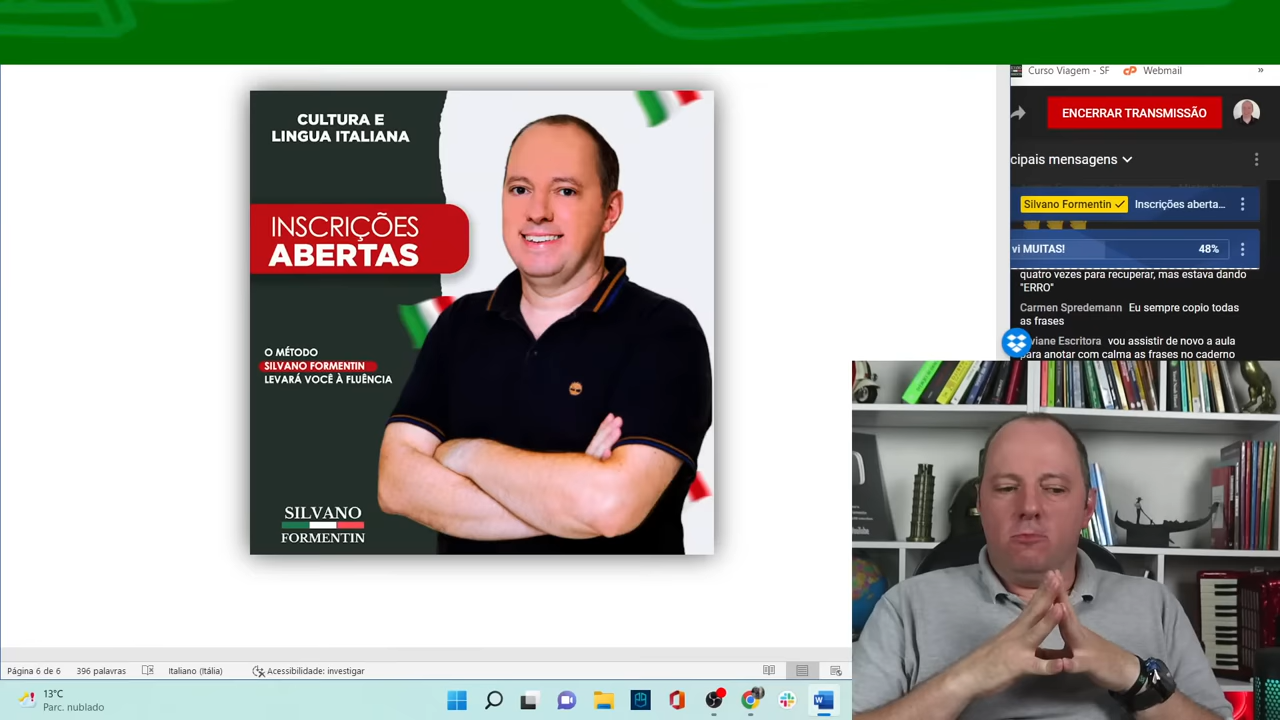 Curso Viagem - SF
Webmail
»
ENCERRAR TRANSMISSÃO
cipais mensagens
Silvano Formentin
Inscrições aberta...
vi MUITAS!
48%
quatro vezes para recuperar, mas estava dando
"ERRO"
Carmen Spredemann Eu sempre copio todas
as frases
viane Escritora vou assistir de novo a aula
para anotar com calma as frases no caderno
CULTURA E
LINGUA ITALIANA
INSCRIÇÕES
ABERTAS
O MÉTODO
SILVANO FORMENTIN
LEVARÁ VOCÊ À FLUÊNCIA
SILVANO
FORMENTIN
Página 6 de 6
396 palavras
Italiano (Itália)
Acessibilidade: investigar
13°C
Parc. nublado